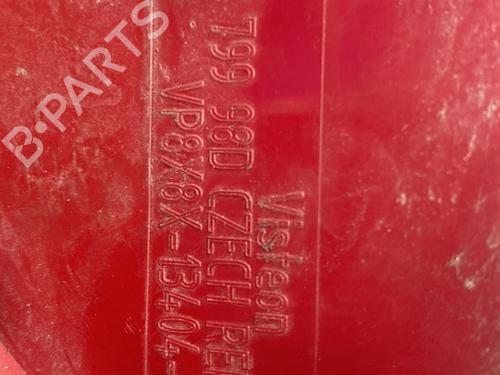 B-PARTS
Visteon
799 98D CZECH RE
VP8X8X-13404-